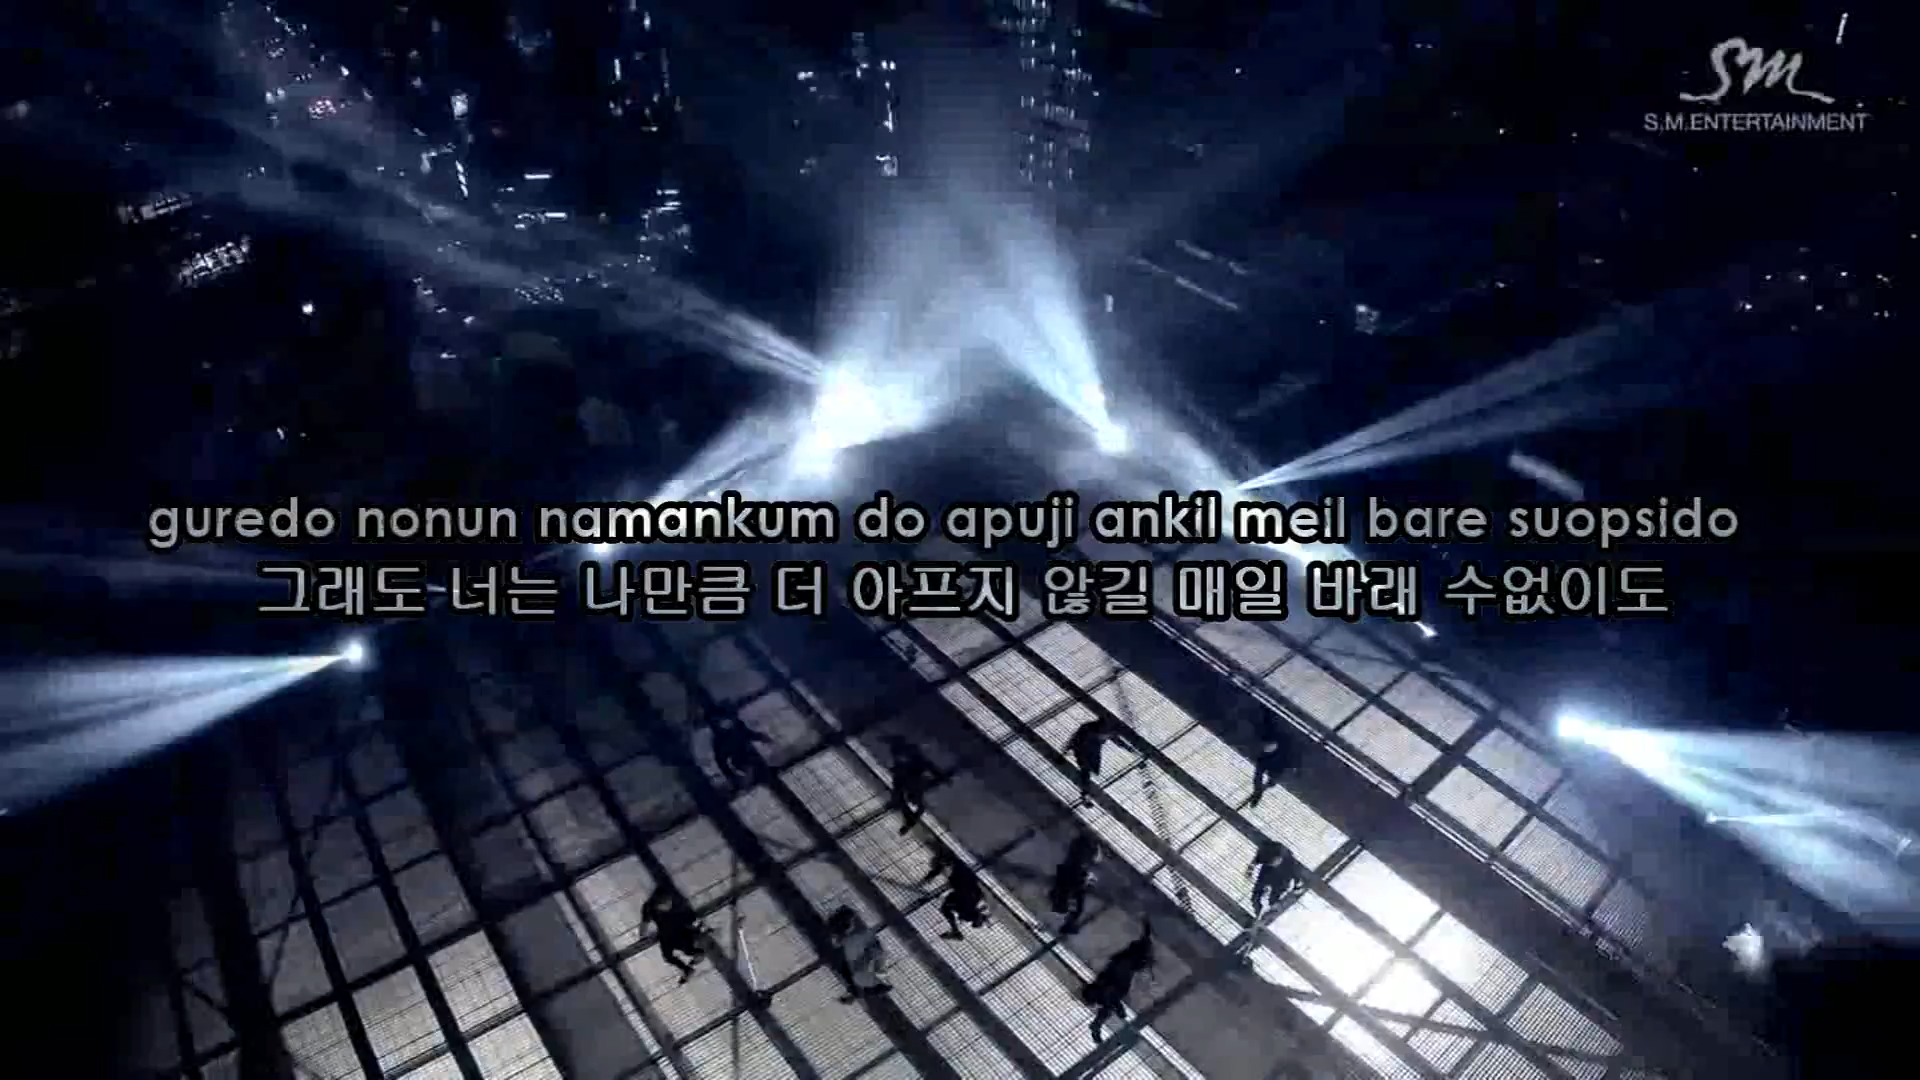 SM
S.M.ENTERTAINMENT
guredo nonun namankum do apuji ankil meil bare suopsido
그래도 너는 나만큼 더 아프지 않길 매일 바래 수없이도